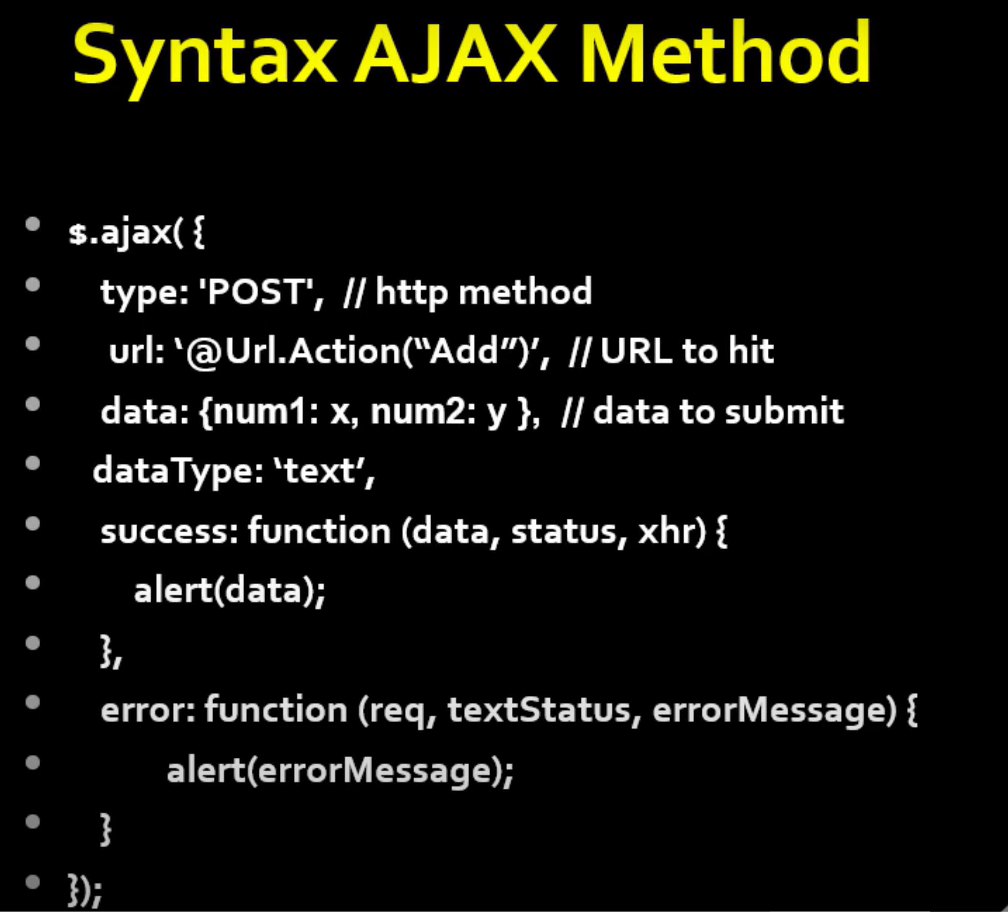 Syntax AJAX Method
• $.ajax( {
• type: 'POST', // http method
• url: ‘@Url.Action(“Add”)’, // URL to hit
• data: {num1: x, num2: y }, // data to submit
• dataType: ‘text’,
• success: function (data, status, xhr) {
• alert(data);
• },
• error: function (req, textStatus, errorMessage) {
• alert(errorMessage);
• }
• });